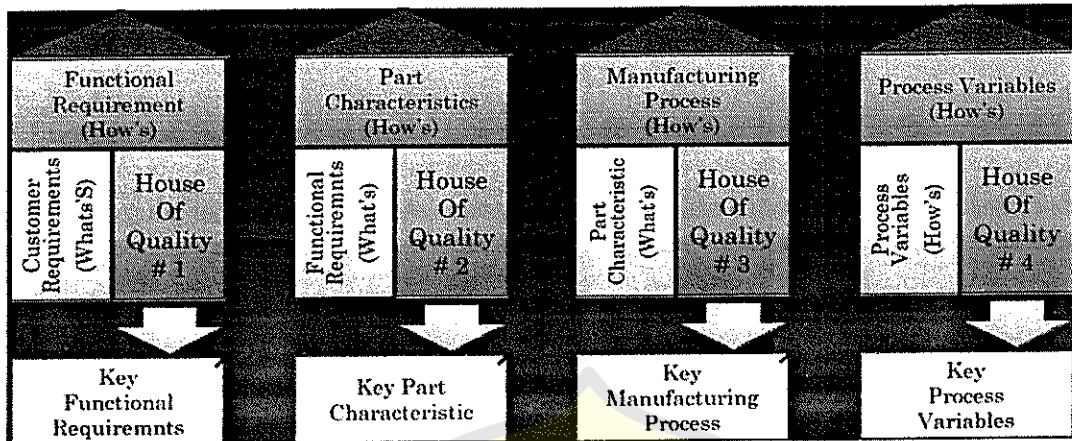 Functional
Requirement
(How's)
Customer
Requirements
(Whats'S)
House
Of
Quality
# 1
Key
Functional
Requiremnts
Part
Characteristics
(How's)
Functional
Requiremnts
(What's)
House
Of
Quality
# 2
Key Part
Characteristic
Manufacturing
Process
(How's)
Part
Characteristic
(What's)
House
Of
Quality
# 3
Key
Manufacturing
Process
Process Variables
(How's)
Process
Variables
(How's)
House
Of
Quality
# 4
Key
Process
Variables